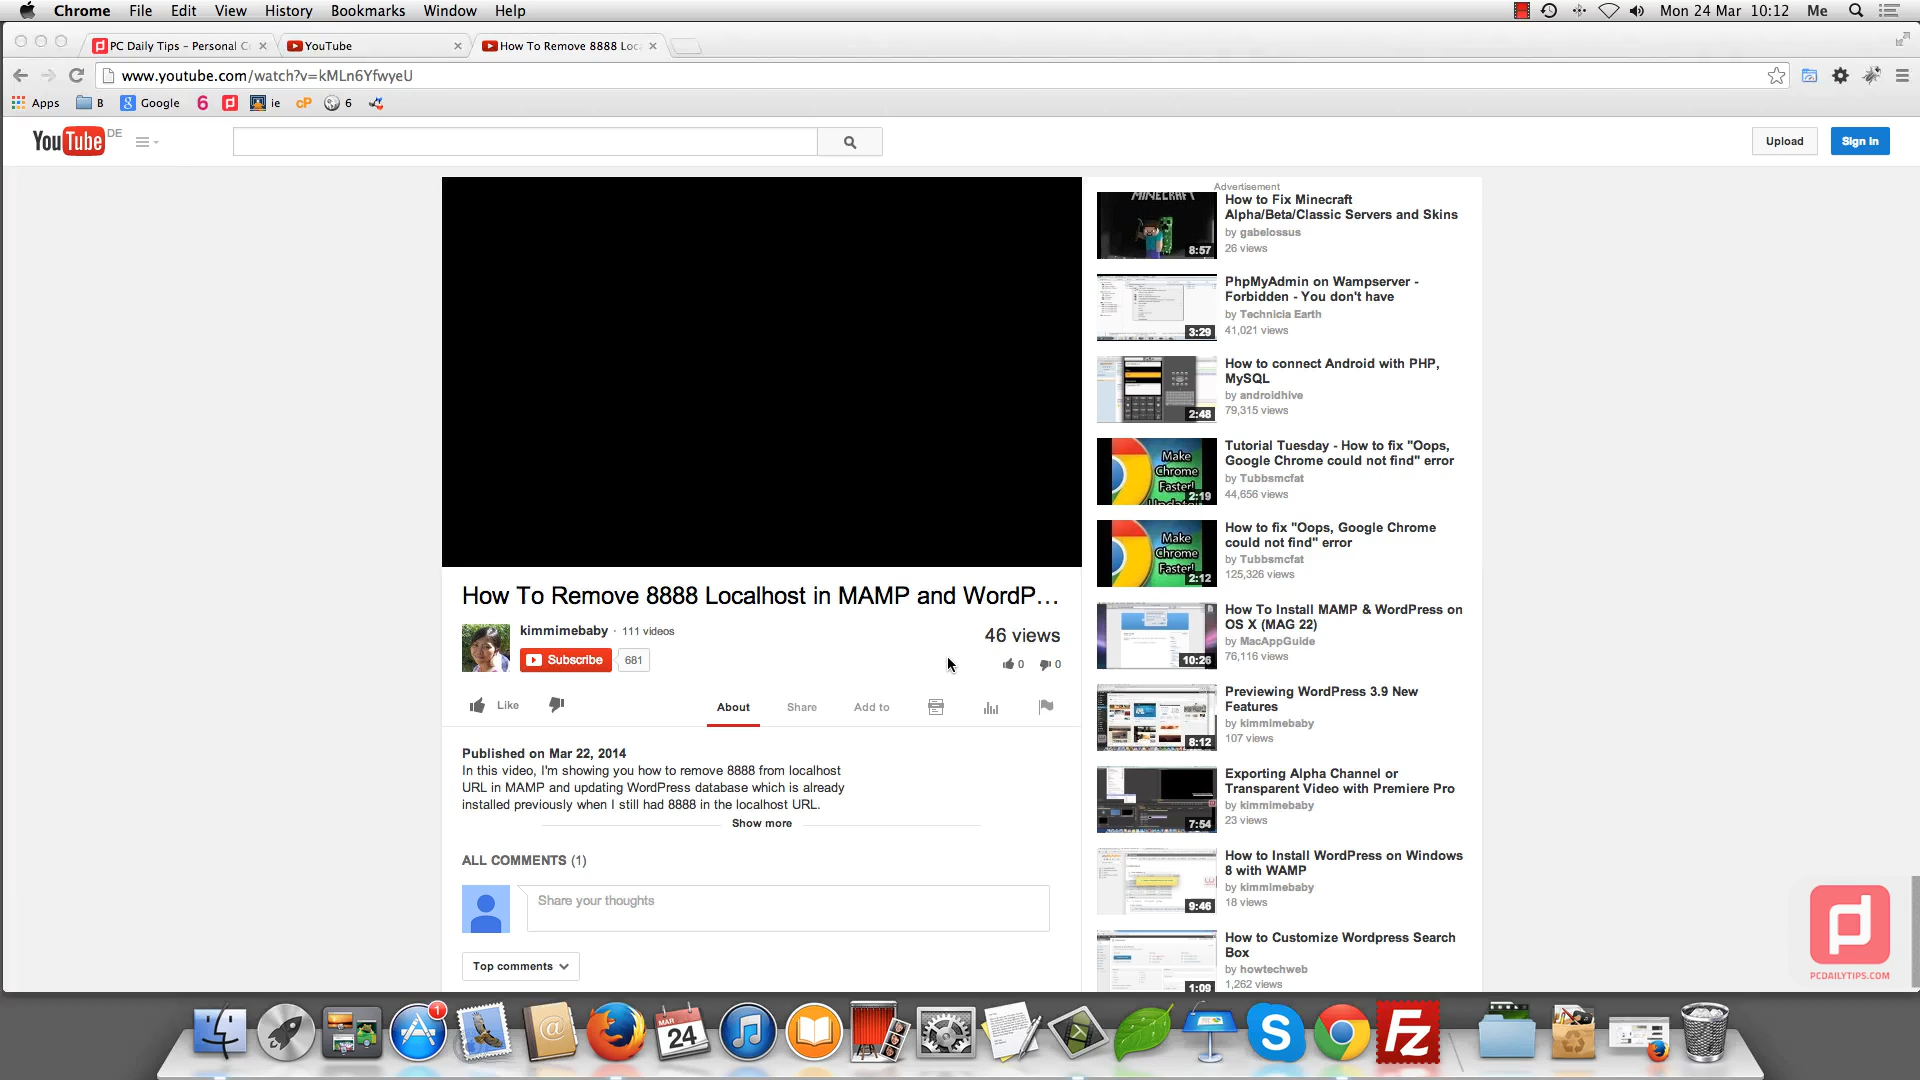 Chrome File Edit View History Bookmarks Window Help
Mon 24 Mar 10:12 Me
PC Daily Tips - Personal C
YouTube
How To Remove 8888 Loc
www.youtube.com/watch?v=kMLn6YfwyeU
Apps B Google 6 ie cP 6
YouTube DE
Upload
Sign in
Advertisement
MINECRAFT
8:57
How to Fix Minecraft
Alpha/Beta/Classic Servers and Skins
by gabelossus
26 views
3:29
PhpMyAdmin on Wampserver -
Forbidden - You don't have
by Technicia Earth
41,021 views
2:48
How to connect Android with PHP,
MySQL
by androidhive
79,315 views
Make
Chrome
Faster!
2:19
Tutorial Tuesday - How to fix "Oops,
Google Chrome could not find" error
by Tubbsmcfat
44,656 views
Make
Chrome
Faster!
2:12
How to fix "Oops, Google Chrome
could not find" error
by Tubbsmcfat
125,326 views
10:26
How To Install MAMP & WordPress on
OS X (MAG 22)
by MacAppGuide
76,116 views
8:12
Previewing WordPress 3.9 New
Features
by kimmimebaby
107 views
7:54
Exporting Alpha Channel or
Transparent Video with Premiere Pro
by kimmimebaby
23 views
9:46
How to Install WordPress on Windows
8 with WAMP
by kimmimebaby
18 views
1:09
How to Customize Wordpress Search
Box
by howtechweb
1,262 views
How To Remove 8888 Localhost in MAMP and WordP...
kimmimebaby · 111 videos
Subscribe 681
46 views
0 0
Like
About Share Add to
Published on Mar 22, 2014
In this video, I'm showing you how to remove 8888 from localhost
URL in MAMP and updating WordPress database which is already
installed previously when I still had 8888 in the localhost URL.
Show more
ALL COMMENTS (1)
Share your thoughts
Top comments
PCDAILYTIPS.COM
1
MAR
24
S
Fz